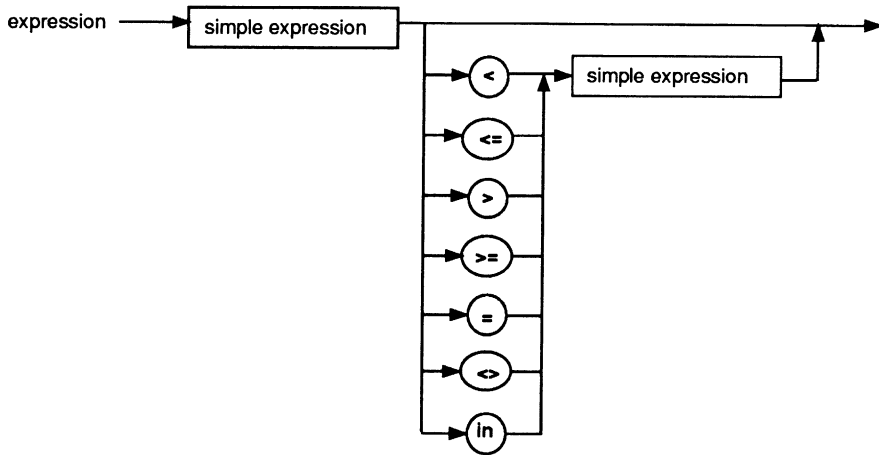 expression
simple expression
<
simple expression
<=
>
>=
=
<>
in